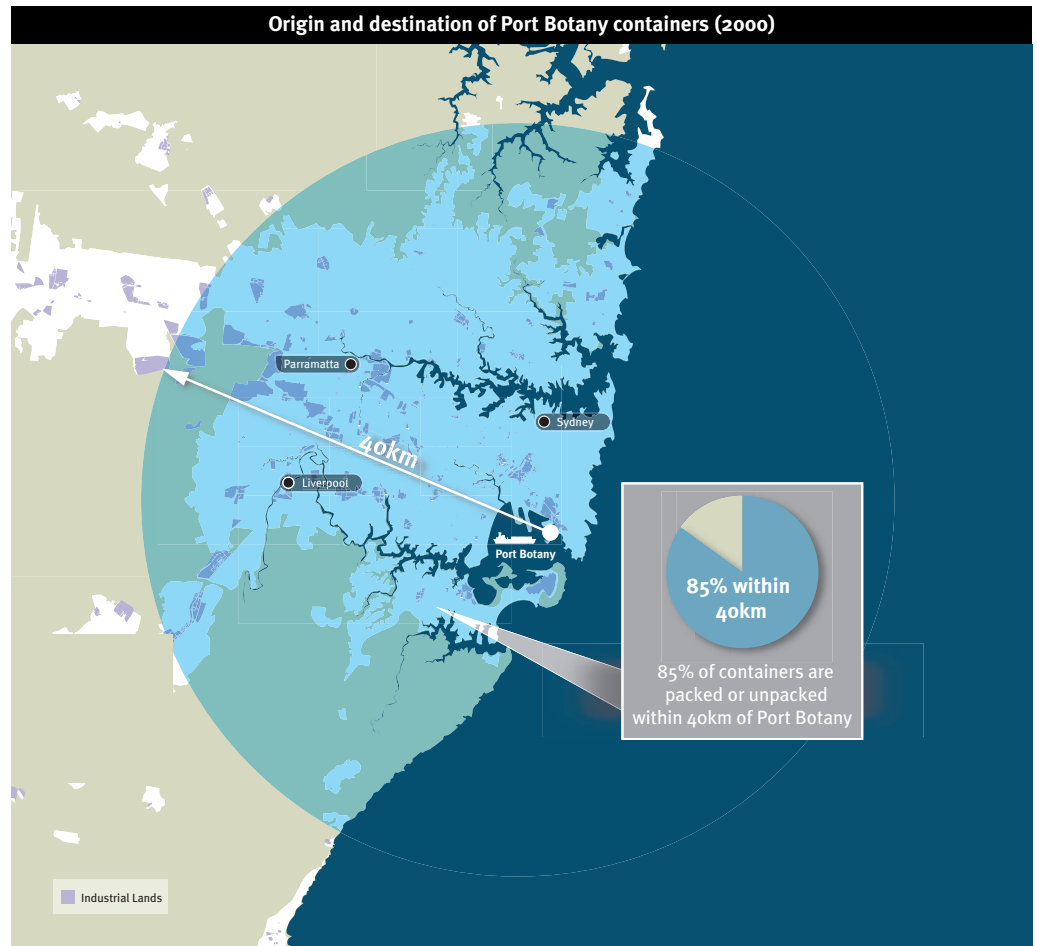 Origin and destination of Port Botany containers (2000)
Parramatta
Sydney
40km
Liverpool
Port Botany
85% within
40km
85% of containers are
packed or unpacked
within 40km of Port Botany
Industrial Lands